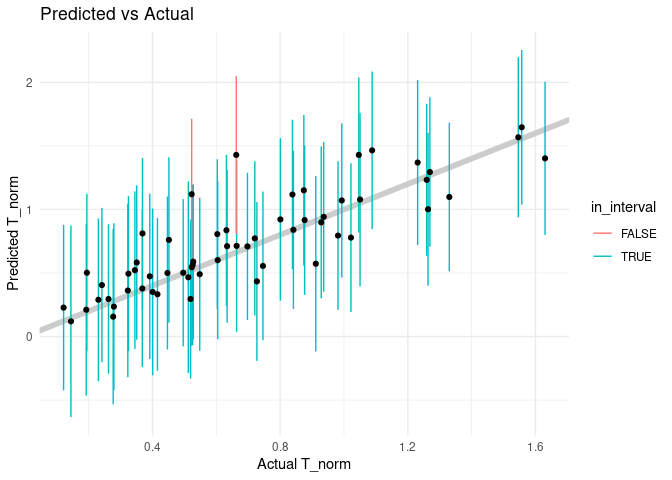 Predicted vs Actual
Predicted T_norm
2
1
0
0.4
0.8
1.2
1.6
Actual T_norm
in_interval
FALSE
TRUE